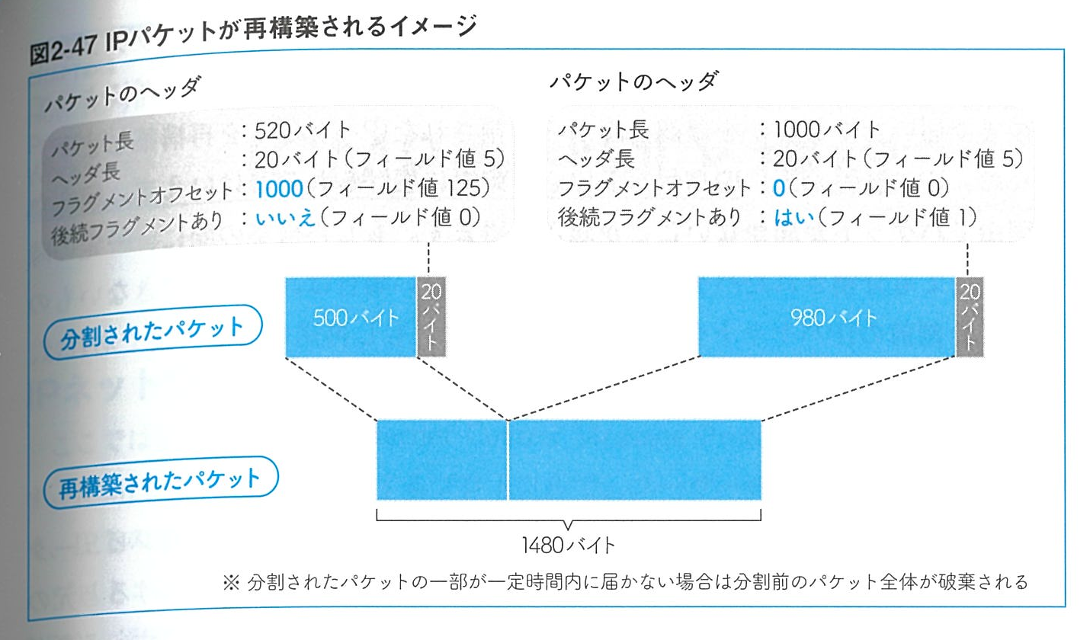 図2-47 IPパケットが再構築されるイメージ
パケットのヘッダ
パケット長 :520バイト
ヘッダ長 :20バイト(フィールド値 5)
フラグメントオフセット:1000(フィールド値 125)
後続フラグメントあり :いいえ(フィールド値 0)
パケットのヘッダ
パケット長 :1000バイト
ヘッダ長 :20バイト(フィールド値 5)
フラグメントオフセット:0(フィールド値 0)
後続フラグメントあり :はい(フィールド値 1)
分割されたパケット
500バイト
20バイト
980バイト
20バイト
再構築されたパケット
1480バイト
※ 分割されたパケットの一部が一定時間内に届かない場合は分割前のパケット全体が破棄される